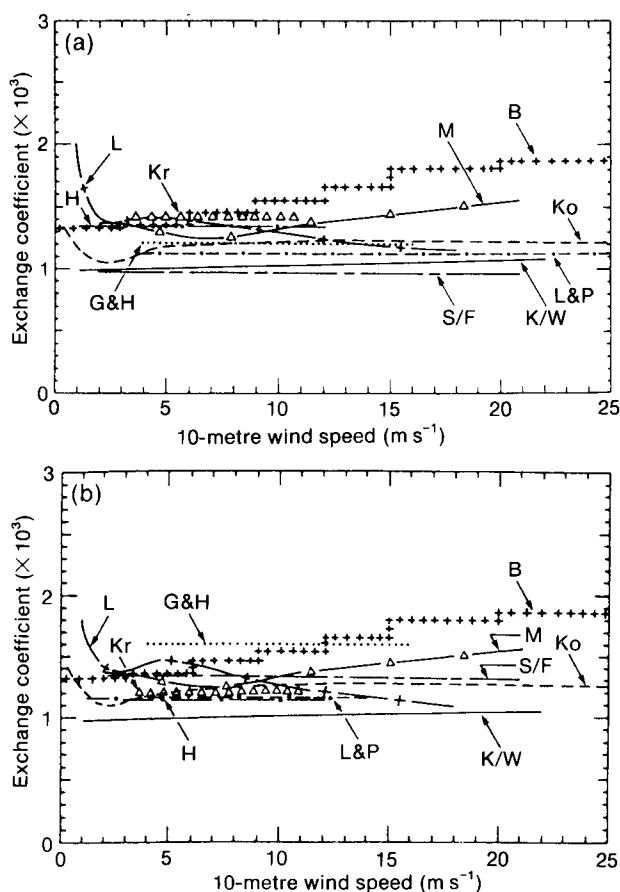 (a)
Exchange coefficient (× 10³)
3
2
1
0
L
H
Kr
M
B
Ko
G&H
L&P
K/W
S/F
0 5 10 15 20 25
10-metre wind speed (m s⁻¹)
(b)
Exchange coefficient (× 10³)
3
2
1
0
L
G&H
Kr
B
M
Ko
S/F
H
L&P
K/W
0 5 10 15 20 25
10-metre wind speed (m s⁻¹)